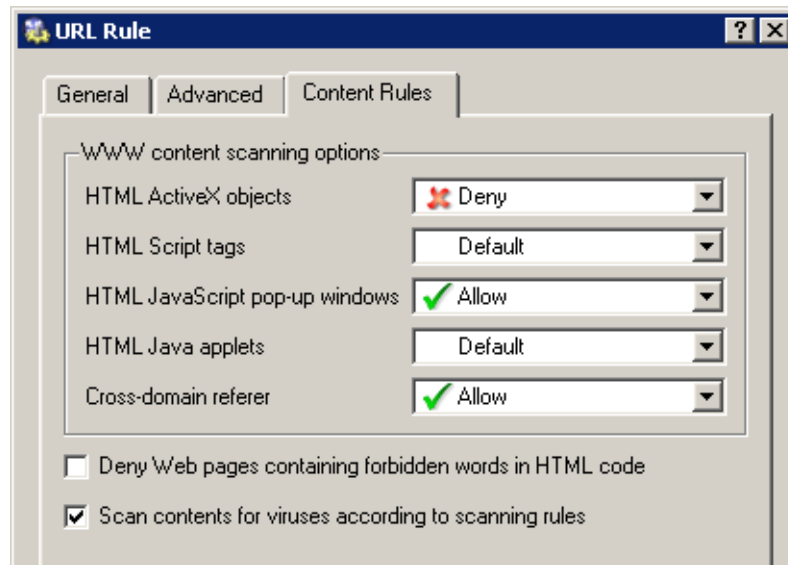 URL Rule
General Advanced Content Rules
WWW content scanning options
HTML ActiveX objects Deny
HTML Script tags Default
HTML JavaScript pop-up windows Allow
HTML Java applets Default
Cross-domain referer Allow
Deny Web pages containing forbidden words in HTML code
Scan contents for viruses according to scanning rules